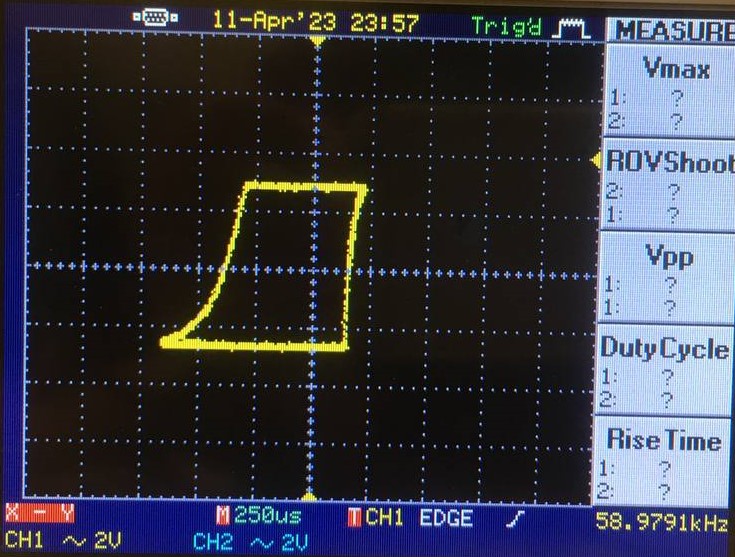 11-Apr'23 23:57 Trig'd MEASURE
Vmax
1: ?
2: ?
ROVShoot
2: ?
1: ?
Vpp
1: ?
1: ?
DutyCycle
1: ?
2: ?
Rise Time
1: ?
2: ?
X - Y M 250us T CH1 EDGE 58.9791kHz
CH1 ~ 2V CH2 ~ 2V